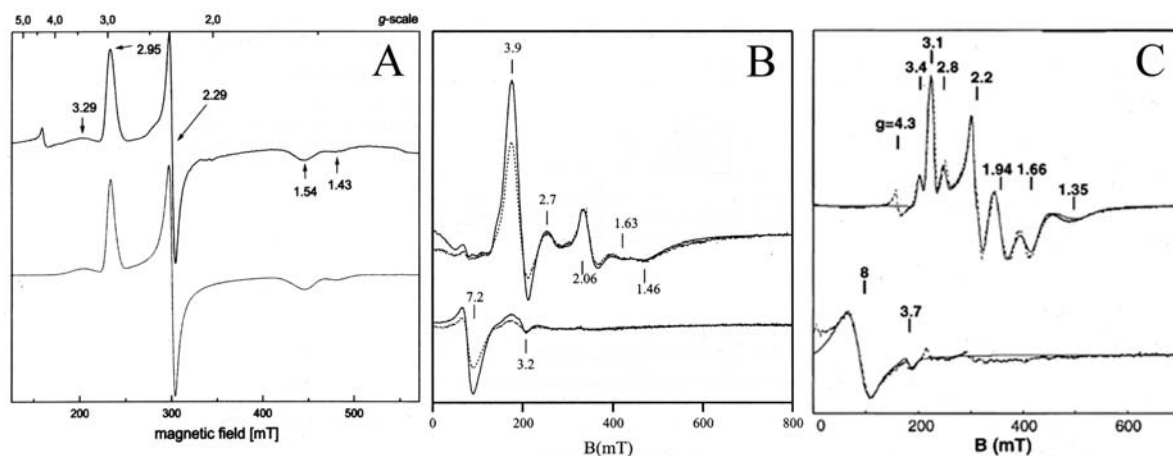 5,0 4,0 3,0 2,0 g-scale
A
2.95
3.29
2.29
1.54
1.43
200 300 400 500
magnetic field [mT]
B
3.9
2.7
1.63
2.06
1.46
7.2
3.2
0 200 400 600 800
B(mT)
C
3.1
3.4 2.8 2.2
g=4.3
1.94 1.66
1.35
8
3.7
0 200 400 600
B (mT)